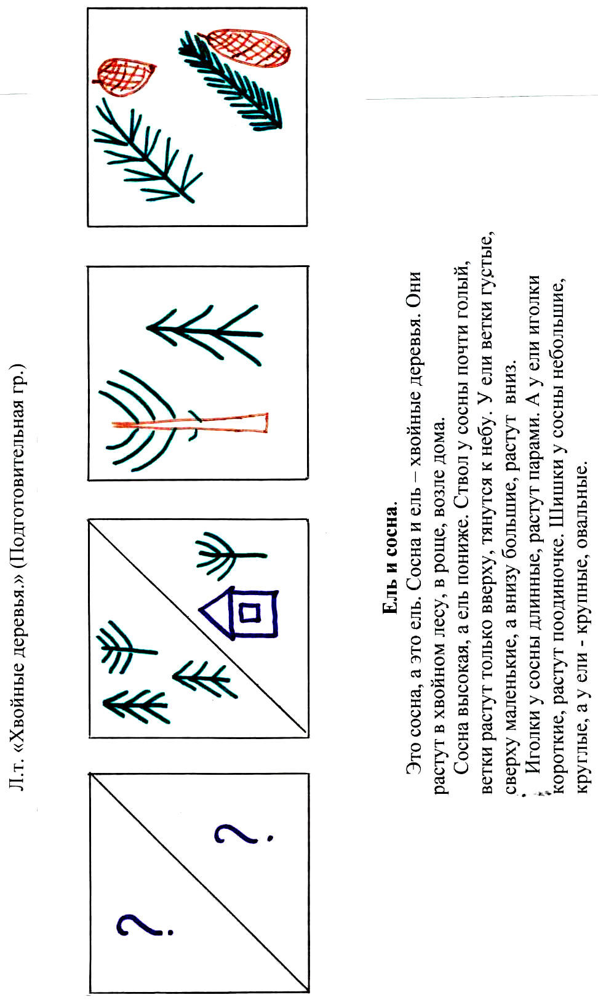 Л.т. «Хвойные деревья.» (Подготовительная гр.)
? ?
Ель и сосна.
Это сосна, а это ель. Сосна и ель – хвойные деревья. Они
растут в хвойном лесу, в роще, возле дома.
Сосна высокая, а ель пониже. Ствол у сосны почти голый,
ветки растут только вверху, тянутся к небу. У ели ветки густые,
сверху маленькие, а внизу большие, растут вниз.
Иголки у сосны длинные, растут парами. А у ели иголки
короткие, растут поодиночке. Шишки у сосны небольшие,
круглые, а у ели - крупные, овальные.